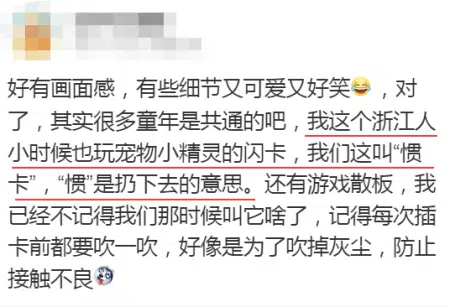 好有画面感，有些细节又可爱又好笑😂，对
了，其实很多童年是共通的吧，我这个浙江人
小时候也玩宠物小精灵的闪卡，我们这叫“惯
卡”，“惯”是扔下去的意思。还有游戏散板，我
已经不记得我们那时候叫它啥了，记得每次插
卡前都要吹一吹，好像是为了吹掉灰尘，防止
接触不良